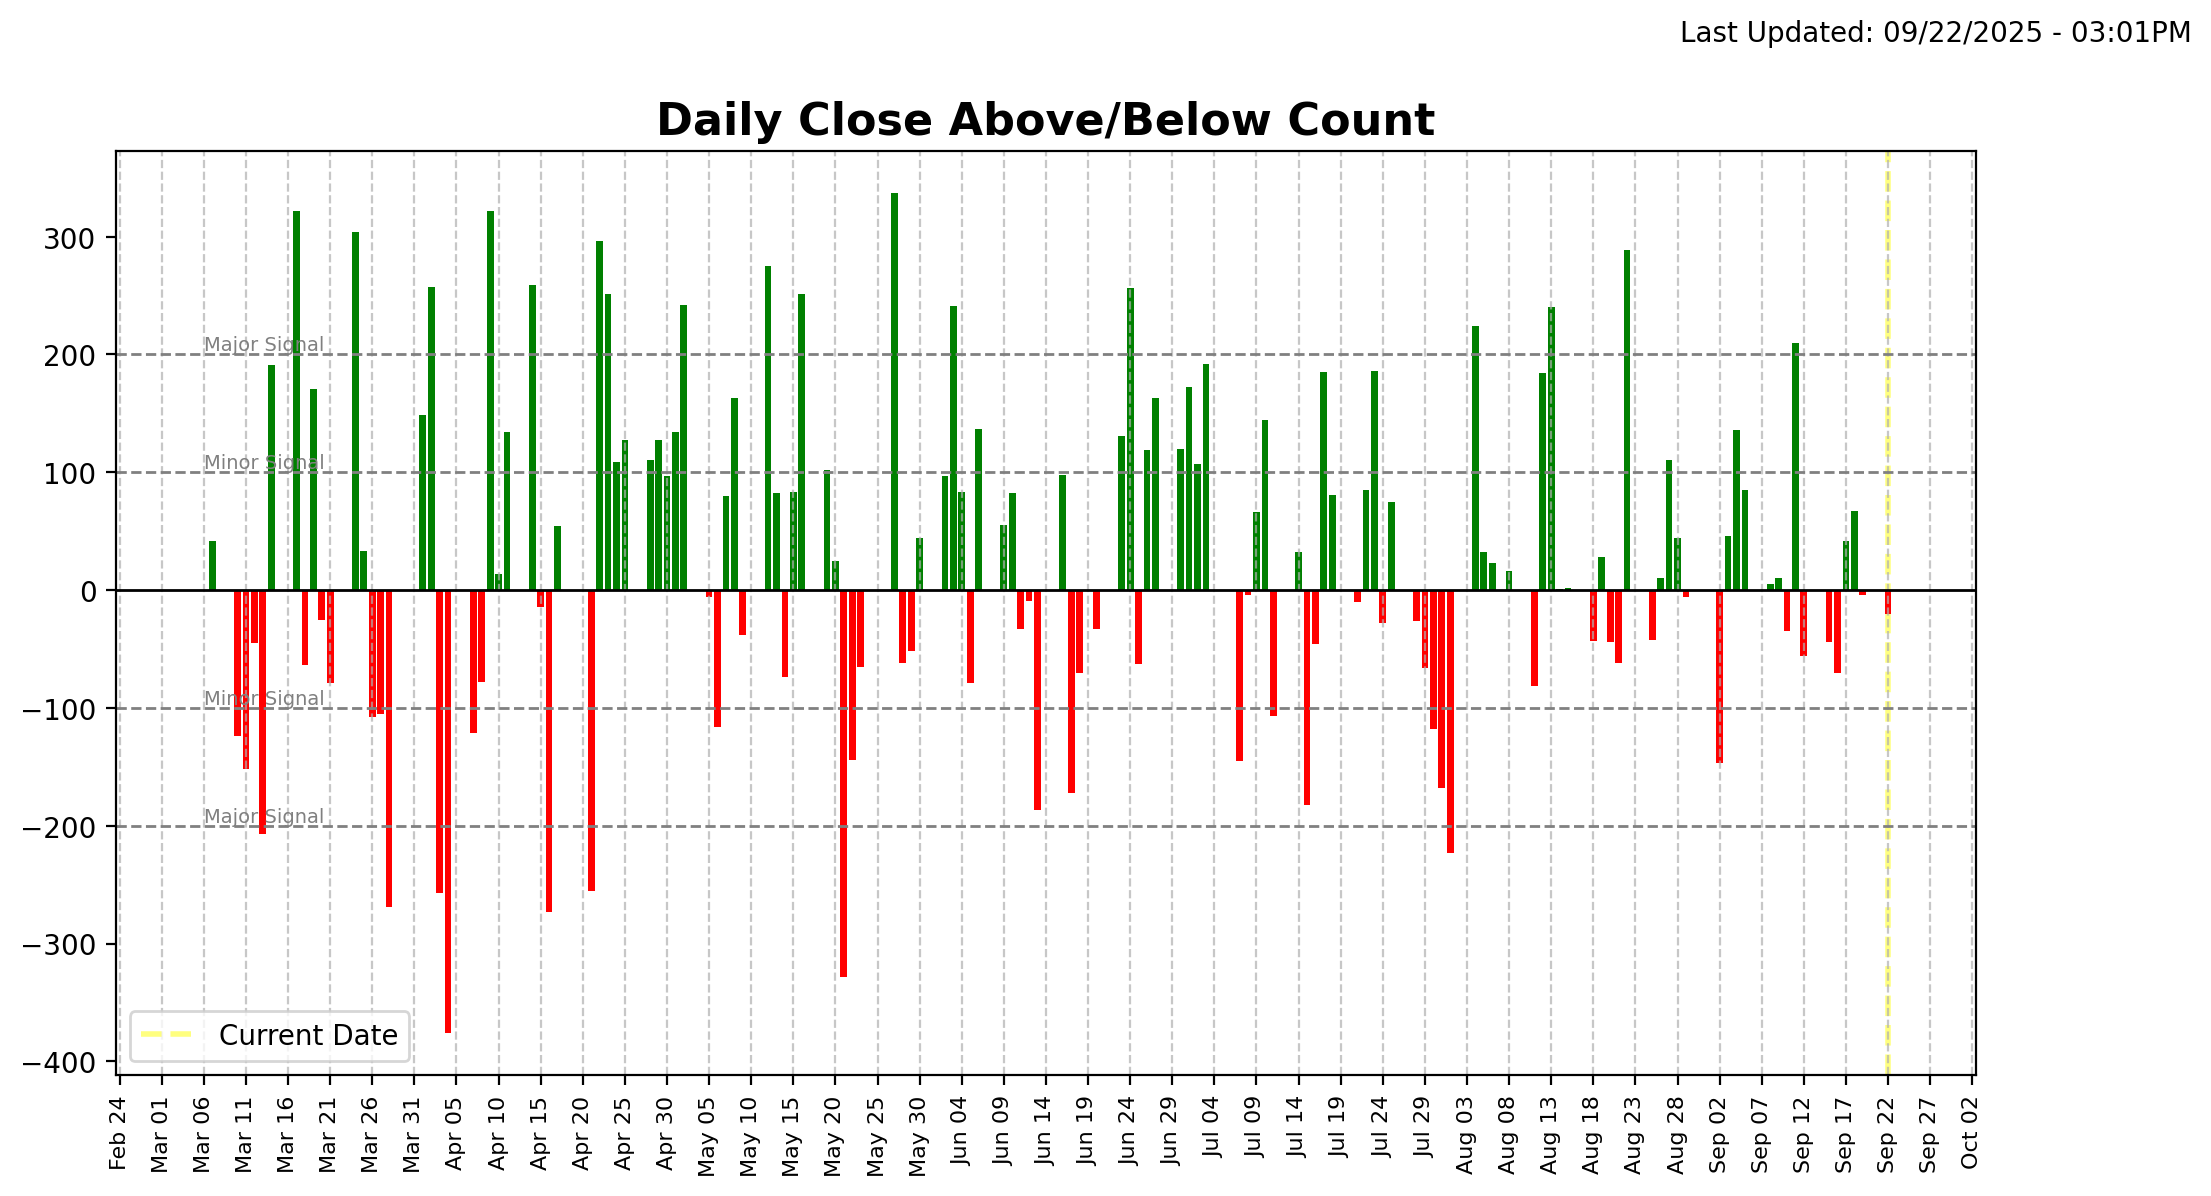 Last Updated: 09/22/2025 - 03:01PM
Daily Close Above/Below Count
300
Major Signal
200
Minor Signal
100
0
Minor Signal
−100
Major Signal
−200
−300
Current Date
−400
Feb 24
Mar 01
Mar 06
Mar 11
Mar 16
Mar 21
Mar 26
Mar 31
Apr 05
Apr 10
Apr 15
Apr 20
Apr 25
Apr 30
May 05
May 10
May 15
May 20
May 25
May 30
Jun 04
Jun 09
Jun 14
Jun 19
Jun 24
Jun 29
Jul 04
Jul 09
Jul 14
Jul 19
Jul 24
Jul 29
Aug 03
Aug 08
Aug 13
Aug 18
Aug 23
Aug 28
Sep 02
Sep 07
Sep 12
Sep 17
Sep 22
Sep 27
Oct 02